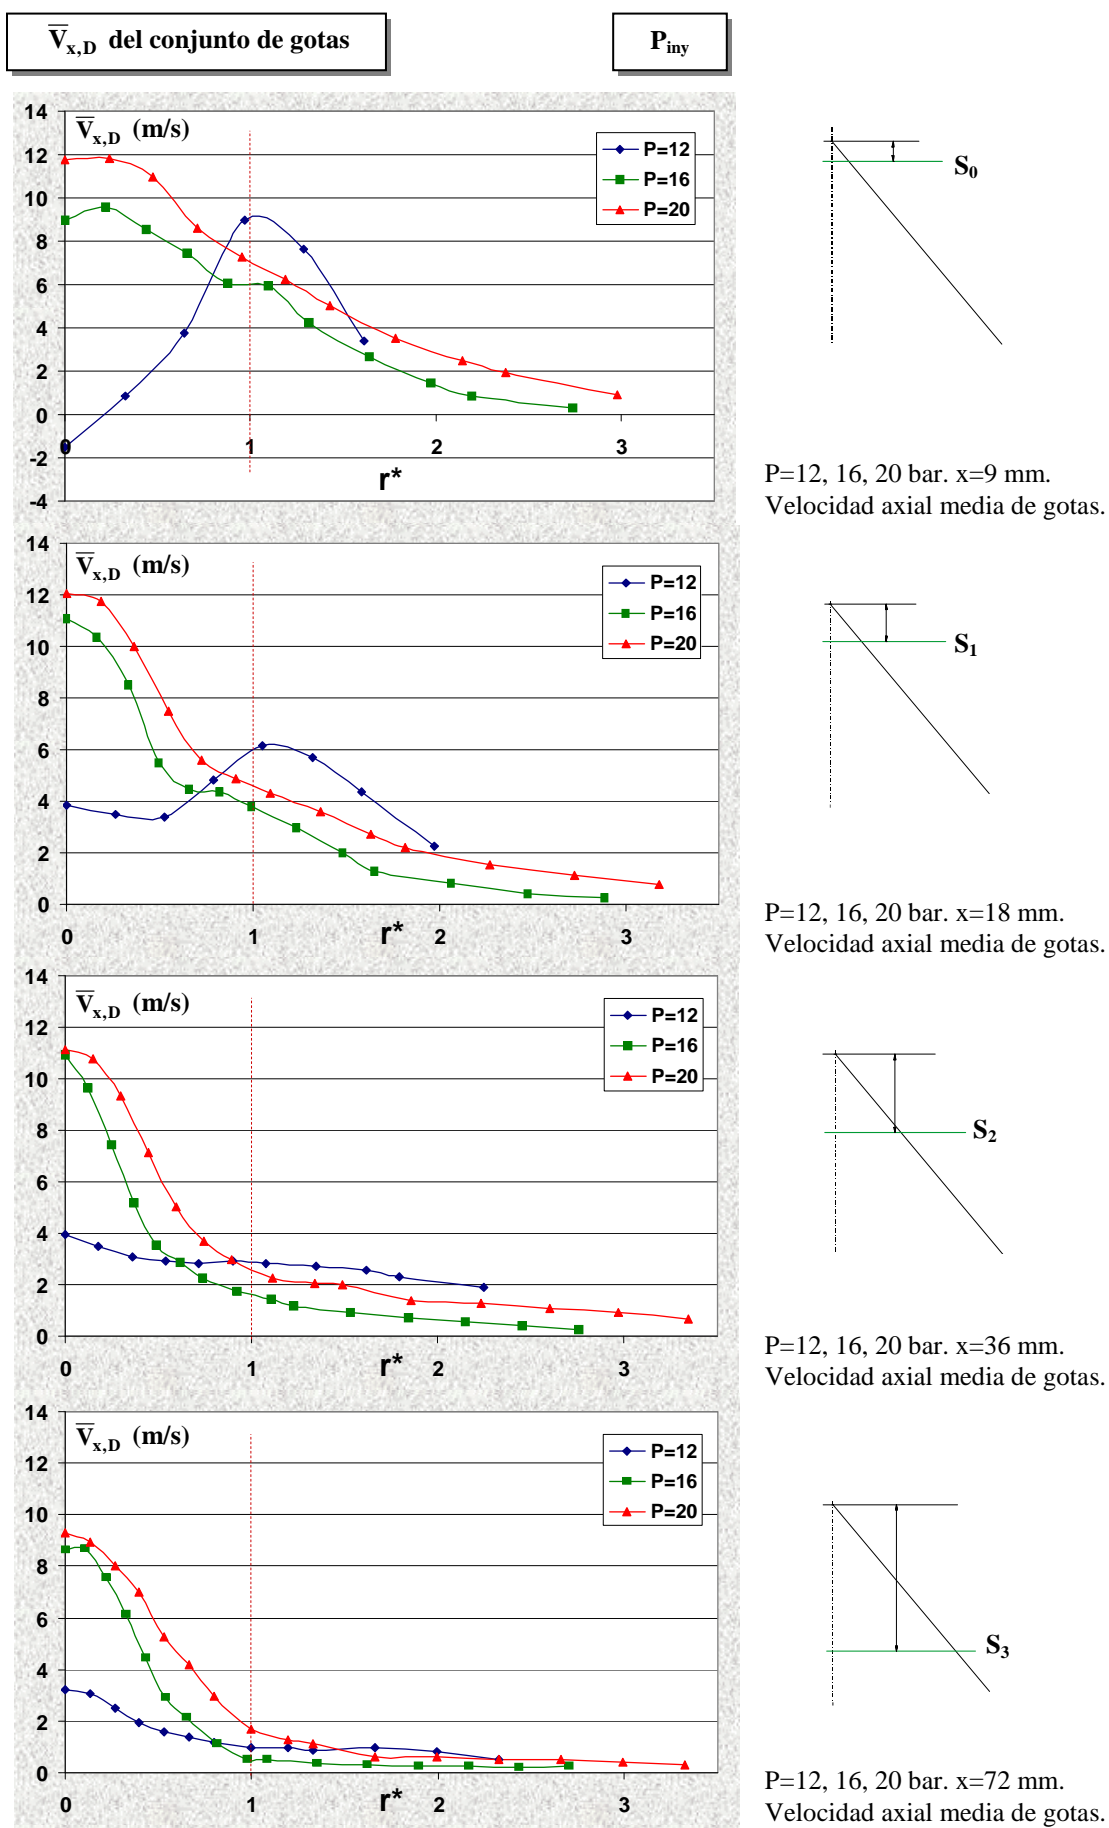 V̅x,D del conjunto de gotas
Piny
V̅x,D (m/s)
P=12
P=16
P=20
14
12
10
8
6
4
2
0
-2
-4
0 1 2 3
r*
S0
P=12, 16, 20 bar. x=9 mm.
Velocidad axial media de gotas.
V̅x,D (m/s)
P=12
P=16
P=20
14
12
10
8
6
4
2
0
0 1 2 3
r*
S1
P=12, 16, 20 bar. x=18 mm.
Velocidad axial media de gotas.
V̅x,D (m/s)
P=12
P=16
P=20
14
12
10
8
6
4
2
0
0 1 2 3
r*
S2
P=12, 16, 20 bar. x=36 mm.
Velocidad axial media de gotas.
V̅x,D (m/s)
P=12
P=16
P=20
14
12
10
8
6
4
2
0
0 1 2 3
r*
S3
P=12, 16, 20 bar. x=72 mm.
Velocidad axial media de gotas.